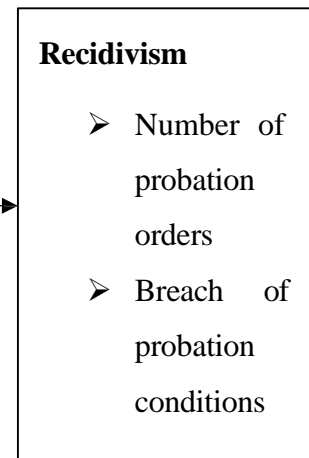 Recidivism
➢ Number of
probation
orders
➢ Breach of
probation
conditions